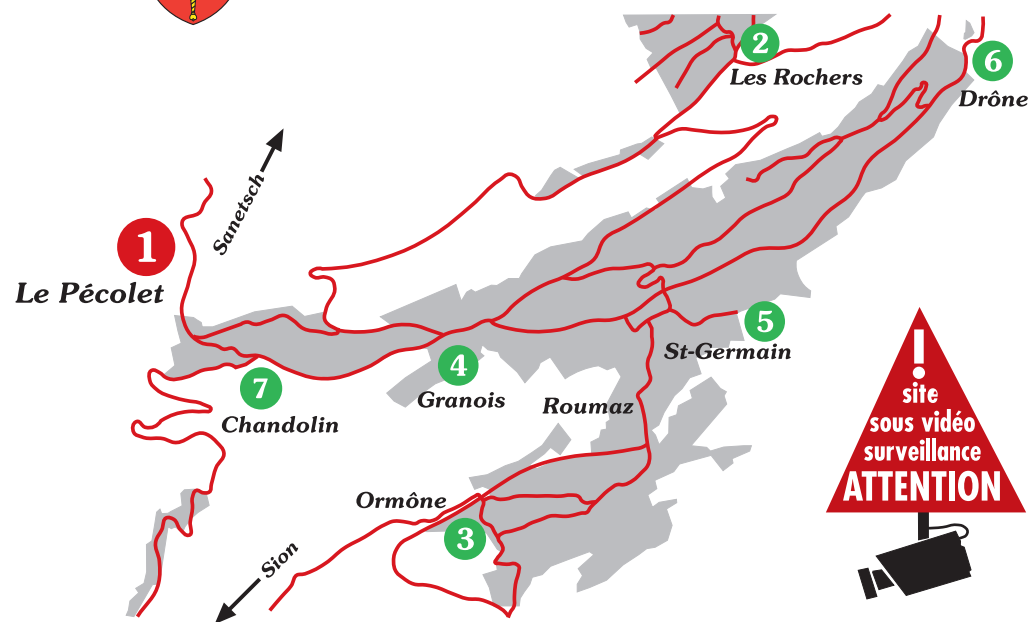 2
Les Rochers
6
Drône
Sanetsch
1
Le Pécolet
5
St-Germain
4
Granois
7
Chandolin
Roumaz
Ormône
3
Sion
!
site
sous vidéo
surveillance
ATTENTION